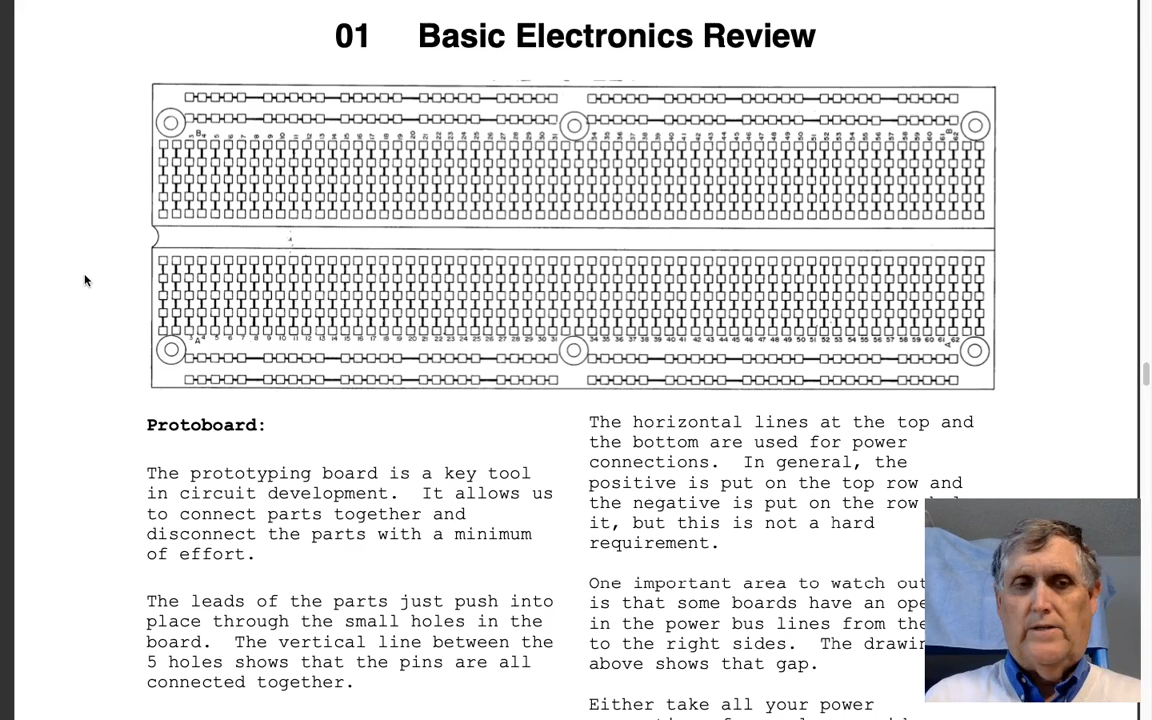 01 Basic Electronics Review
Protoboard:
The prototyping board is a key tool
in circuit development. It allows us
to connect parts together and
disconnect the parts with a minimum
of effort.
The leads of the parts just push into
place through the small holes in the
board. The vertical line between the
5 holes shows that the pins are all
connected together.
The horizontal lines at the top and
the bottom are used for power
connections. In general, the
positive is put on the top row and
the negative is put on the row
it, but this is not a hard
requirement.
One important area to watch out
is that some boards have an
in the power bus lines from the
to the right sides. The
above shows that gap.
Either take all your power